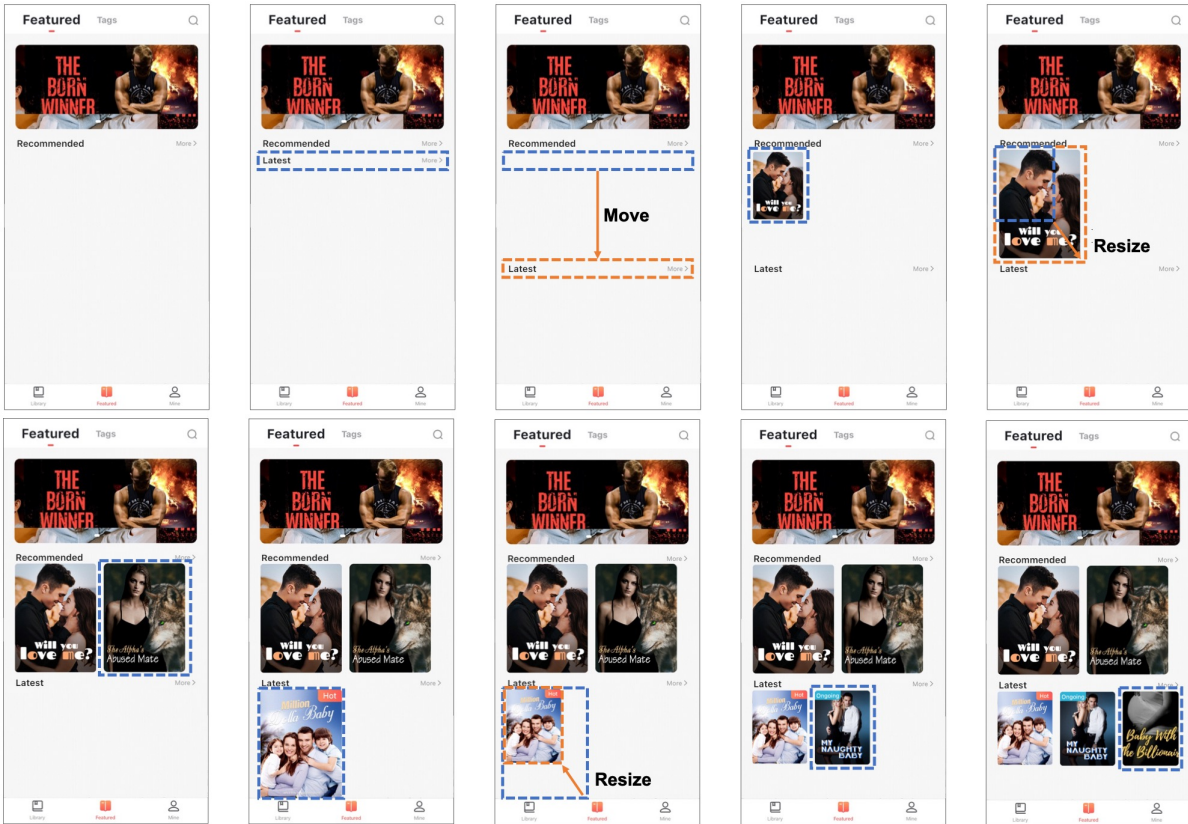 Featured Tags
THE
BORN
WINNER
Recommended More >
Library Featured Mine
Featured Tags
THE
BORN
WINNER
Recommended More >
Latest More >
Library Featured Mine
Featured Tags
THE
BORN
WINNER
Recommended More >
Move
Latest More >
Library Featured Mine
Featured Tags
THE
BORN
WINNER
Recommended More >
will you
love me?
Latest More >
Library Featured Mine
Featured Tags
THE
BORN
WINNER
Recommended More >
will you
love me?
Resize
Latest More >
Library Featured Mine
Featured Tags
THE
BORN
WINNER
Recommended More >
will you
love me?
The Alpha's
Abused Mate
Latest More >
Library Featured Mine
Featured Tags
THE
BORN
WINNER
Recommended More >
will you
love me?
The Alpha's
Abused Mate
Latest More >
Hot
Million
Baby
Library Featured Mine
Featured Tags
THE
BORN
WINNER
Recommended More >
will you
love me?
The Alpha's
Abused Mate
Latest More >
Hot
Million
Baby
Resize
Library Featured Mine
Featured Tags
THE
BORN
WINNER
Recommended More >
will you
love me?
The Alpha's
Abused Mate
Latest More >
Hot
Million
Baby
Ongoing
MY
NAUGHTY
BABY
Library Featured Mine
Featured Tags
THE
BORN
WINNER
Recommended More >
will you
love me?
The Alpha's
Abused Mate
Latest More >
Hot
Million
Baby
Ongoing
MY
NAUGHTY
BABY
Baby With
the Billionair
Library Featured Mine